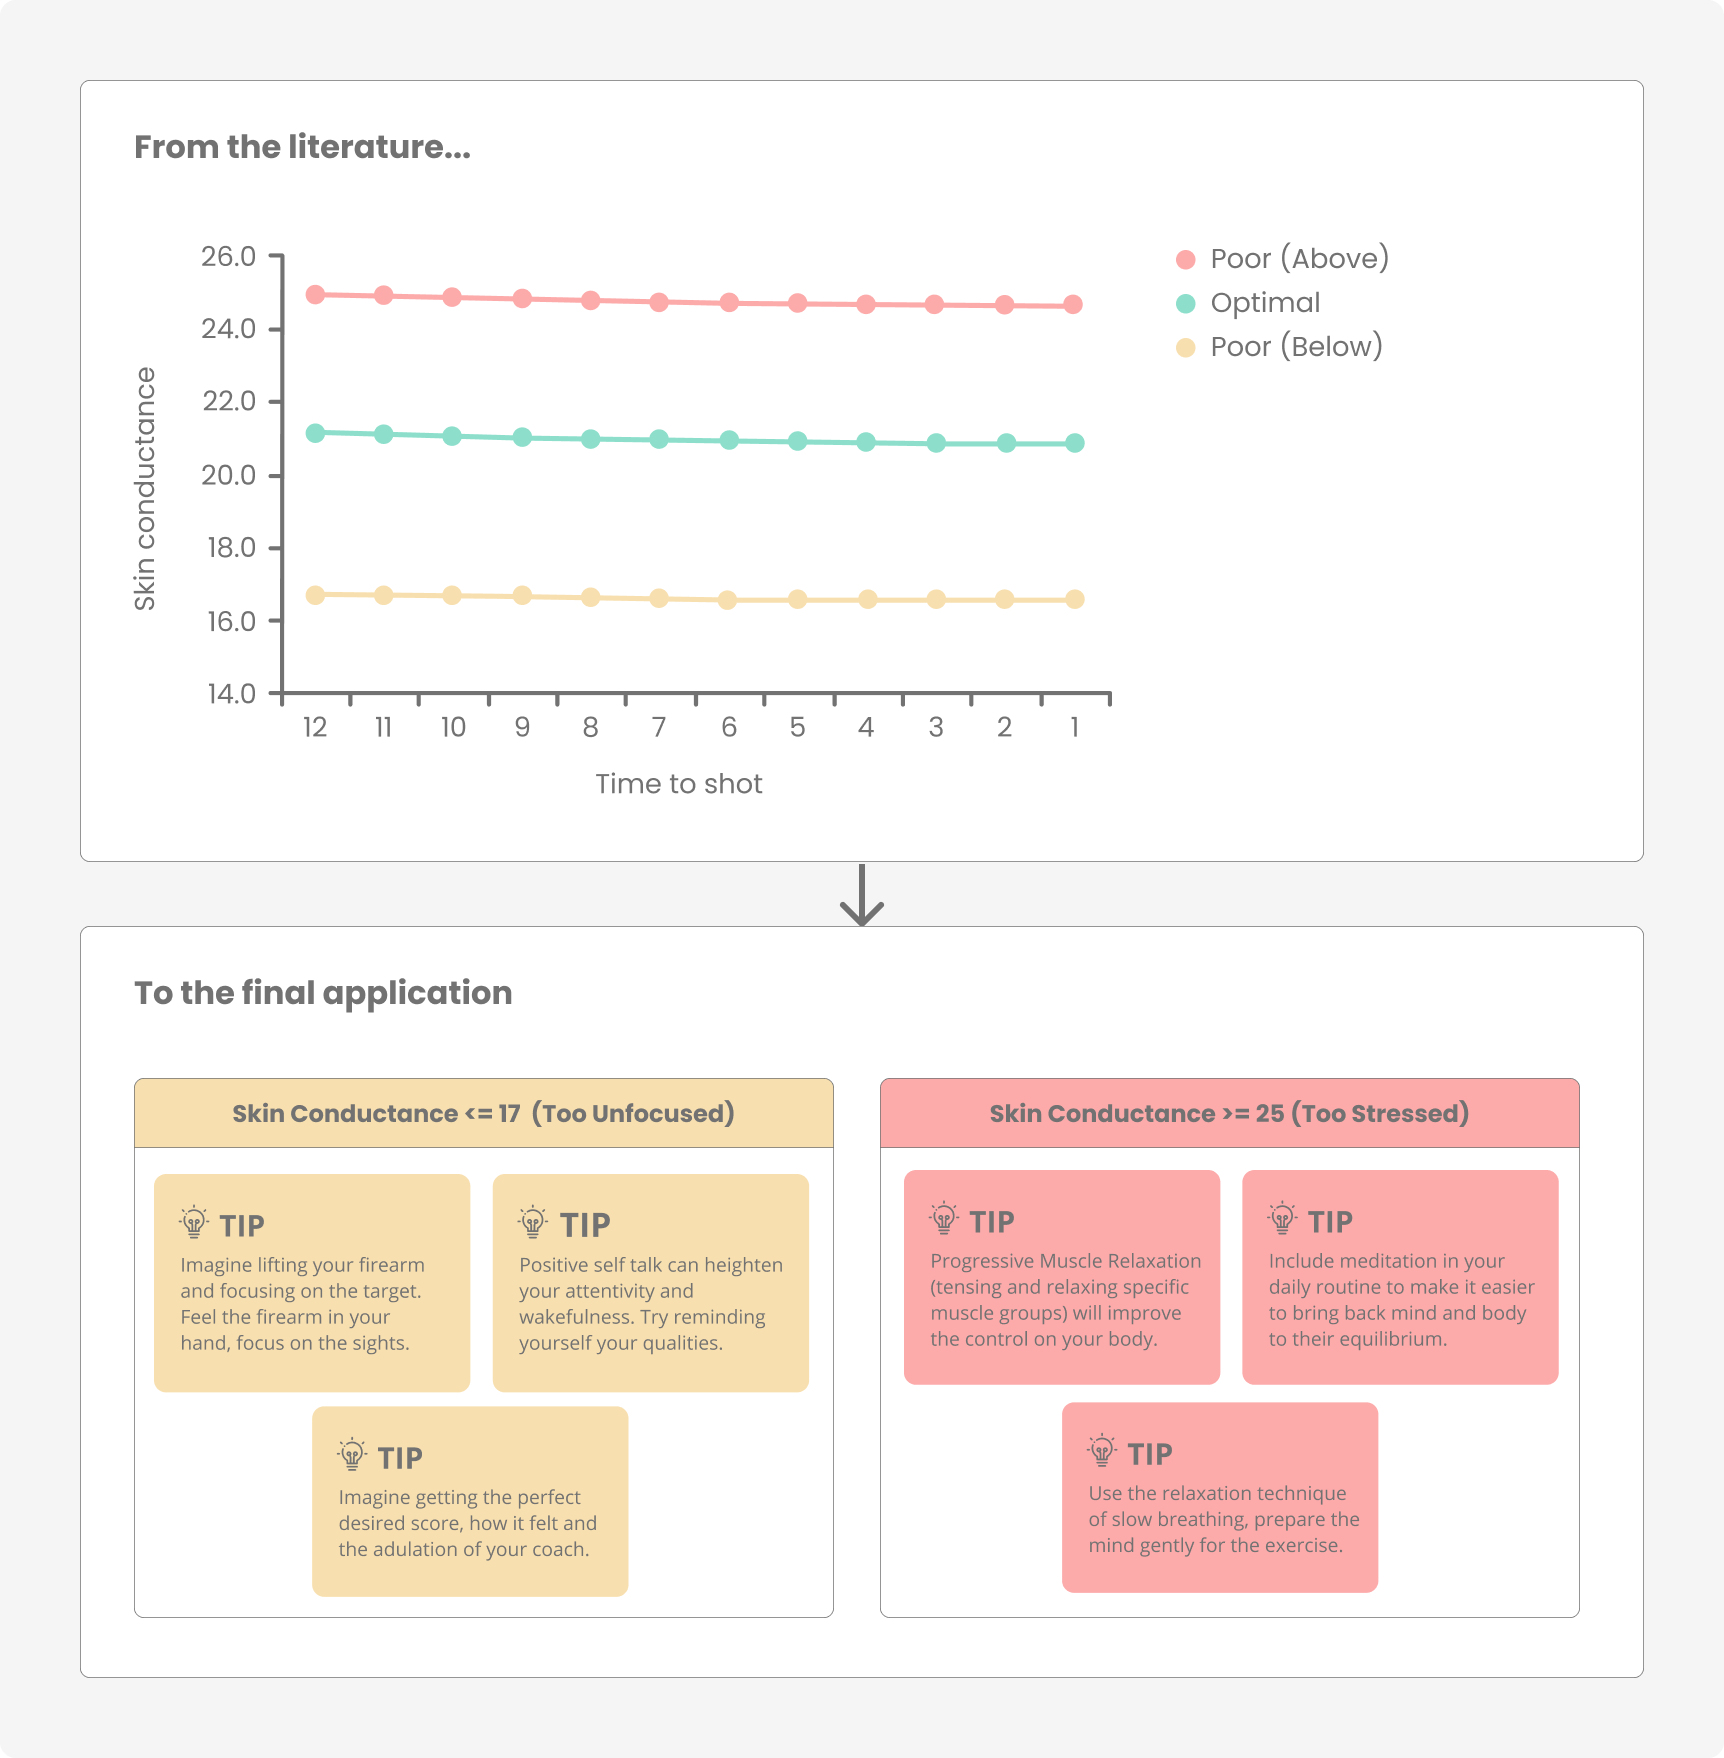 From the literature...
26.0
24.0
22.0
20.0
18.0
16.0
14.0
Skin conductance
12 11 10 9 8 7 6 5 4 3 2 1
Time to shot
Poor (Above)
Optimal
Poor (Below)
To the final application
Skin Conductance <= 17 (Too Unfocused)
TIP
Imagine lifting your firearm
and focusing on the target.
Feel the firearm in your
hand, focus on the sights.
TIP
Positive self talk can heighten
your attentivity and
wakefulness. Try reminding
yourself your qualities.
TIP
Imagine getting the perfect
desired score, how it felt and
the adulation of your coach.
Skin Conductance >= 25 (Too Stressed)
TIP
Progressive Muscle Relaxation
(tensing and relaxing specific
muscle groups) will improve
the control on your body.
TIP
Include meditation in your
daily routine to make it easier
to bring back mind and body
to their equilibrium.
TIP
Use the relaxation technique
of slow breathing, prepare the
mind gently for the exercise.